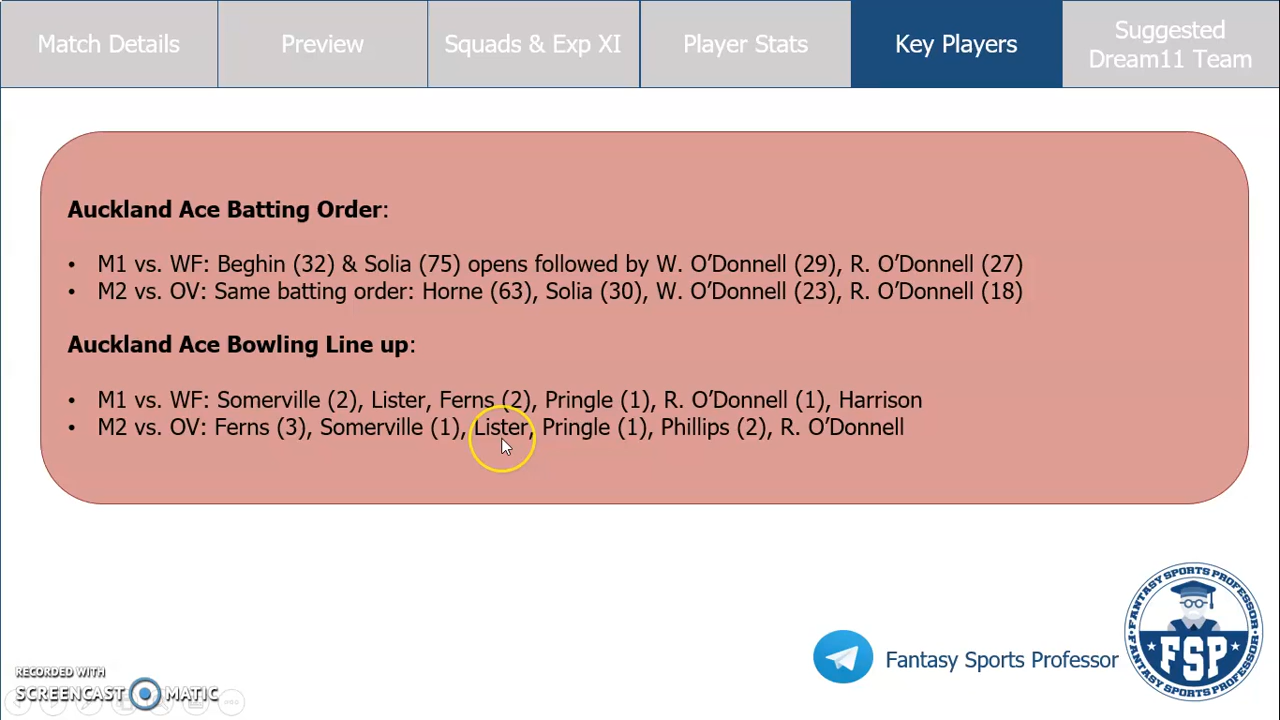 Match Details
Preview
Squads & Exp XI
Player Stats
Key Players
Suggested
Dream11 Team
Auckland Ace Batting Order:
• M1 vs. WF: Beghin (32) & Solia (75) opens followed by W. O’Donnell (29), R. O’Donnell (27)
• M2 vs. OV: Same batting order: Horne (63), Solia (30), W. O’Donnell (23), R. O’Donnell (18)
Auckland Ace Bowling Line up:
• M1 vs. WF: Somerville (2), Lister, Ferns (2), Pringle (1), R. O’Donnell (1), Harrison
• M2 vs. OV: Ferns (3), Somerville (1), Lister, Pringle (1), Phillips (2), R. O’Donnell
Fantasy Sports Professor
FANTASY SPORTS PROFESSOR
FSP
FANTASY SPORTS PROFESSOR
RECORDED WITH
SCREENCAST MATIC